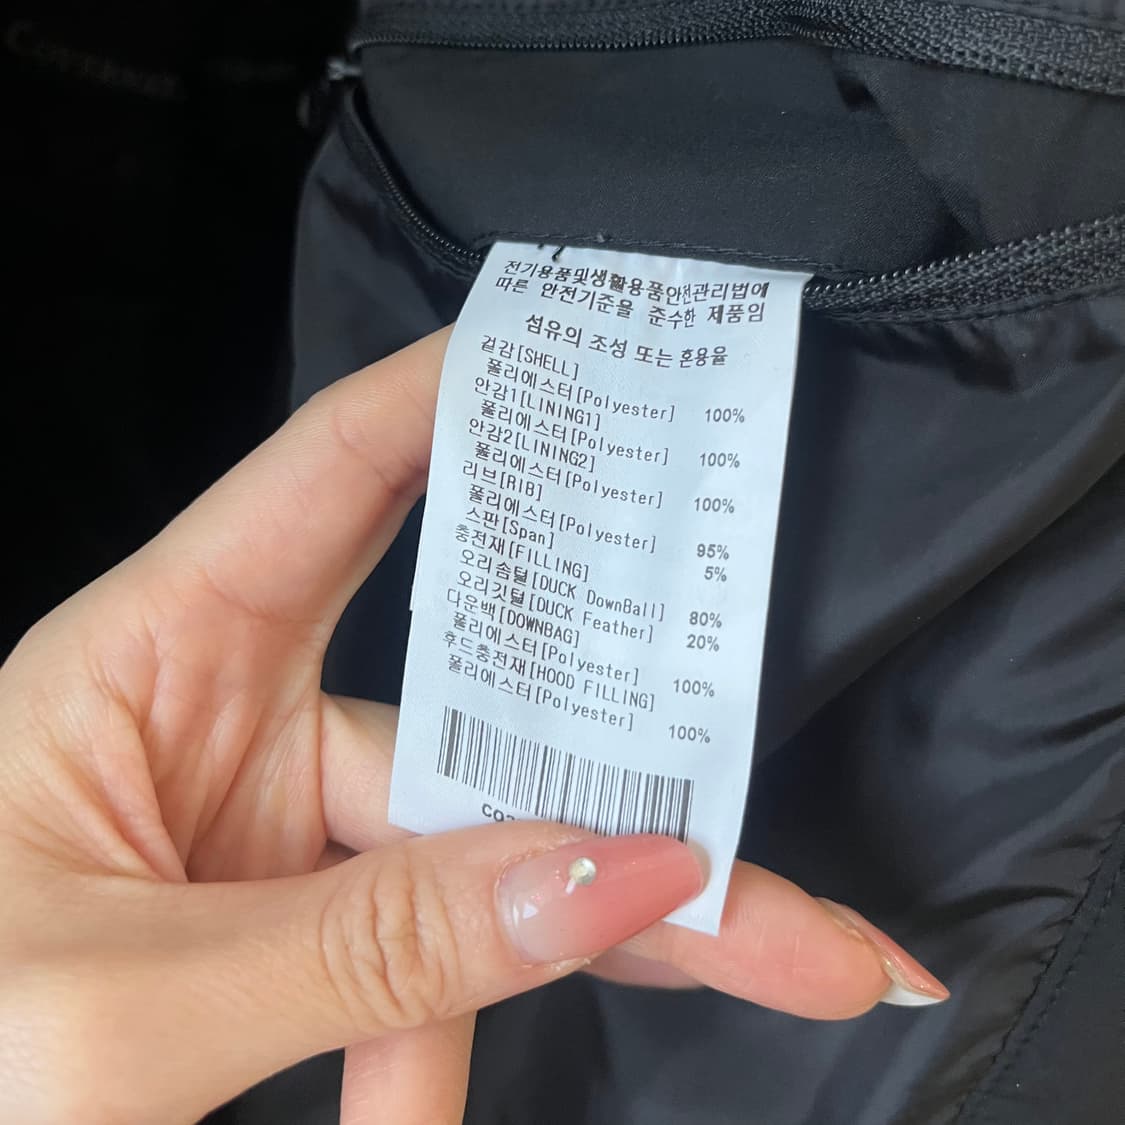 전기용품및생활용품안전관리법에
따른 안전기준을 준수한 제품임
섬유의 조성 또는 혼용율
겉감[SHELL]
폴리에스터[Polyester] 100%
안감1[LINING1]
폴리에스터[Polyester] 100%
안감2[LINING2]
폴리에스터[Polyester] 100%
리브[RIB]
폴리에스터[Polyester] 95%
스판[Span] 5%
충전재[FILLING]
오리솜털[DUCK DownBall] 80%
오리깃털[DUCK Feather] 20%
다운백[DOWNBAG]
폴리에스터[Polyester] 100%
후드충전재[HOOD FILLING]
폴리에스터[Polyester] 100%